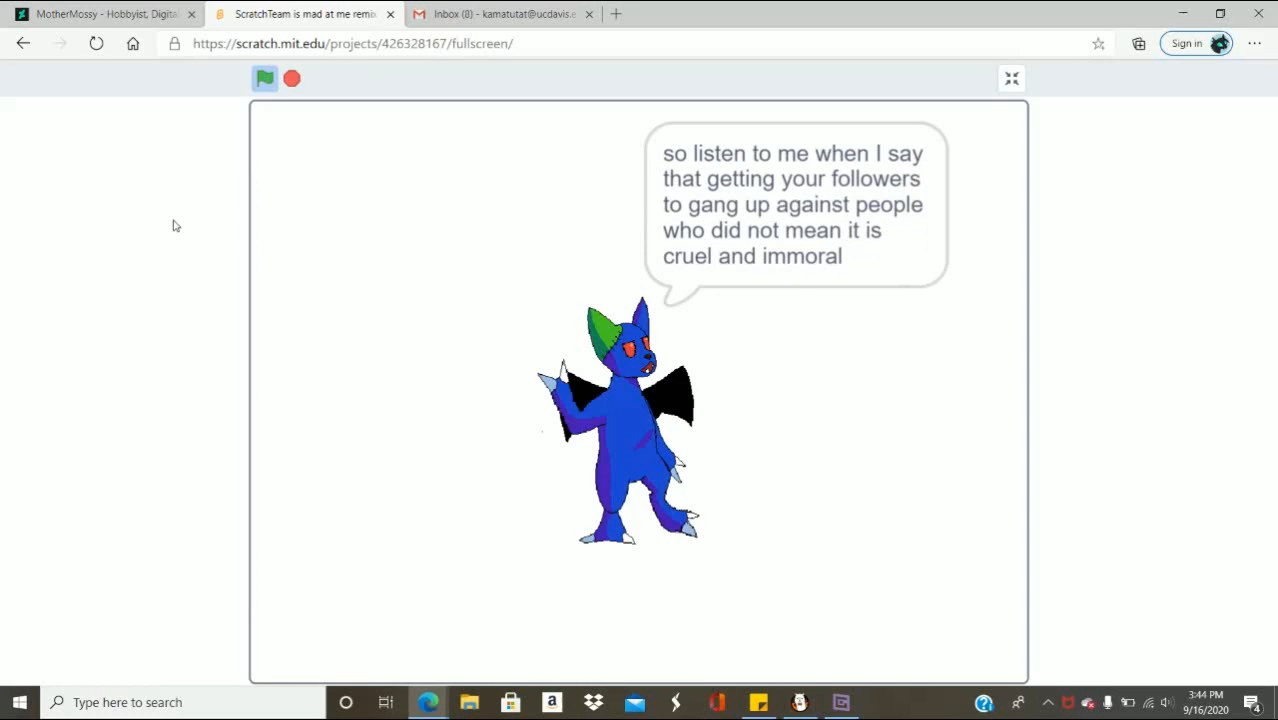 MotherMossy - Hobbyist, Digital
ScratchTeam is mad at me remix
Inbox (8) - kamatutat@ucdavis.e
https://scratch.mit.edu/projects/426328167/fullscreen/
Sign in
so listen to me when I say
that getting your followers
to gang up against people
who did not mean it is
cruel and immoral
Type here to search
3:44 PM
9/16/2020
4